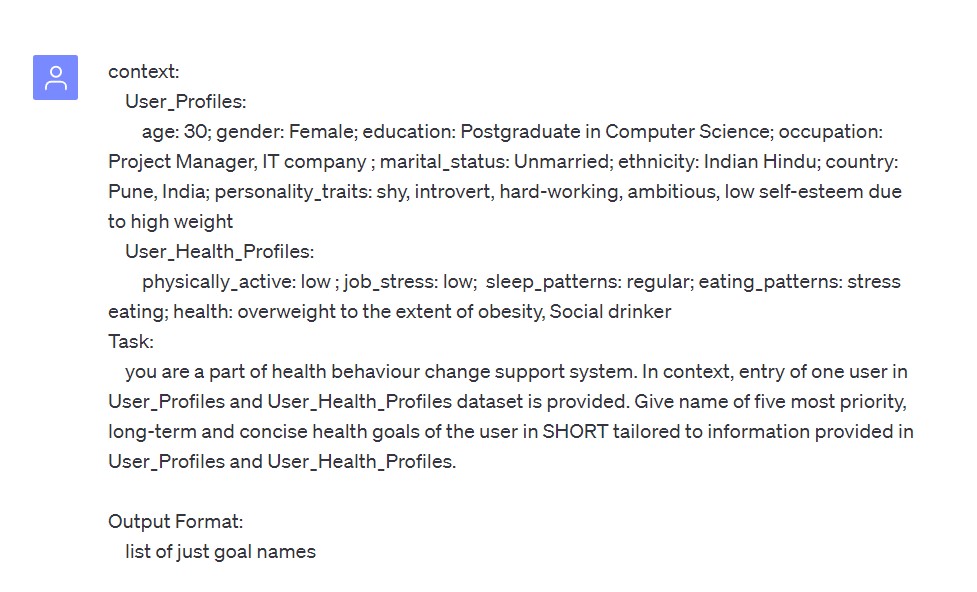 context:
User_Profiles:
age: 30; gender: Female; education: Postgraduate in Computer Science; occupation:
Project Manager, IT company ; marital_status: Unmarried; ethnicity: Indian Hindu; country:
Pune, India; personality_traits: shy, introvert, hard-working, ambitious, low self-esteem due
to high weight
User_Health_Profiles:
physically_active: low ; job_stress: low;  sleep_patterns: regular; eating_patterns: stress
eating; health: overweight to the extent of obesity, Social drinker
Task:
you are a part of health behaviour change support system. In context, entry of one user in
User_Profiles and User_Health_Profiles dataset is provided. Give name of five most priority,
long-term and concise health goals of the user in SHORT tailored to information provided in
User_Profiles and User_Health_Profiles.
Output Format:
list of just goal names